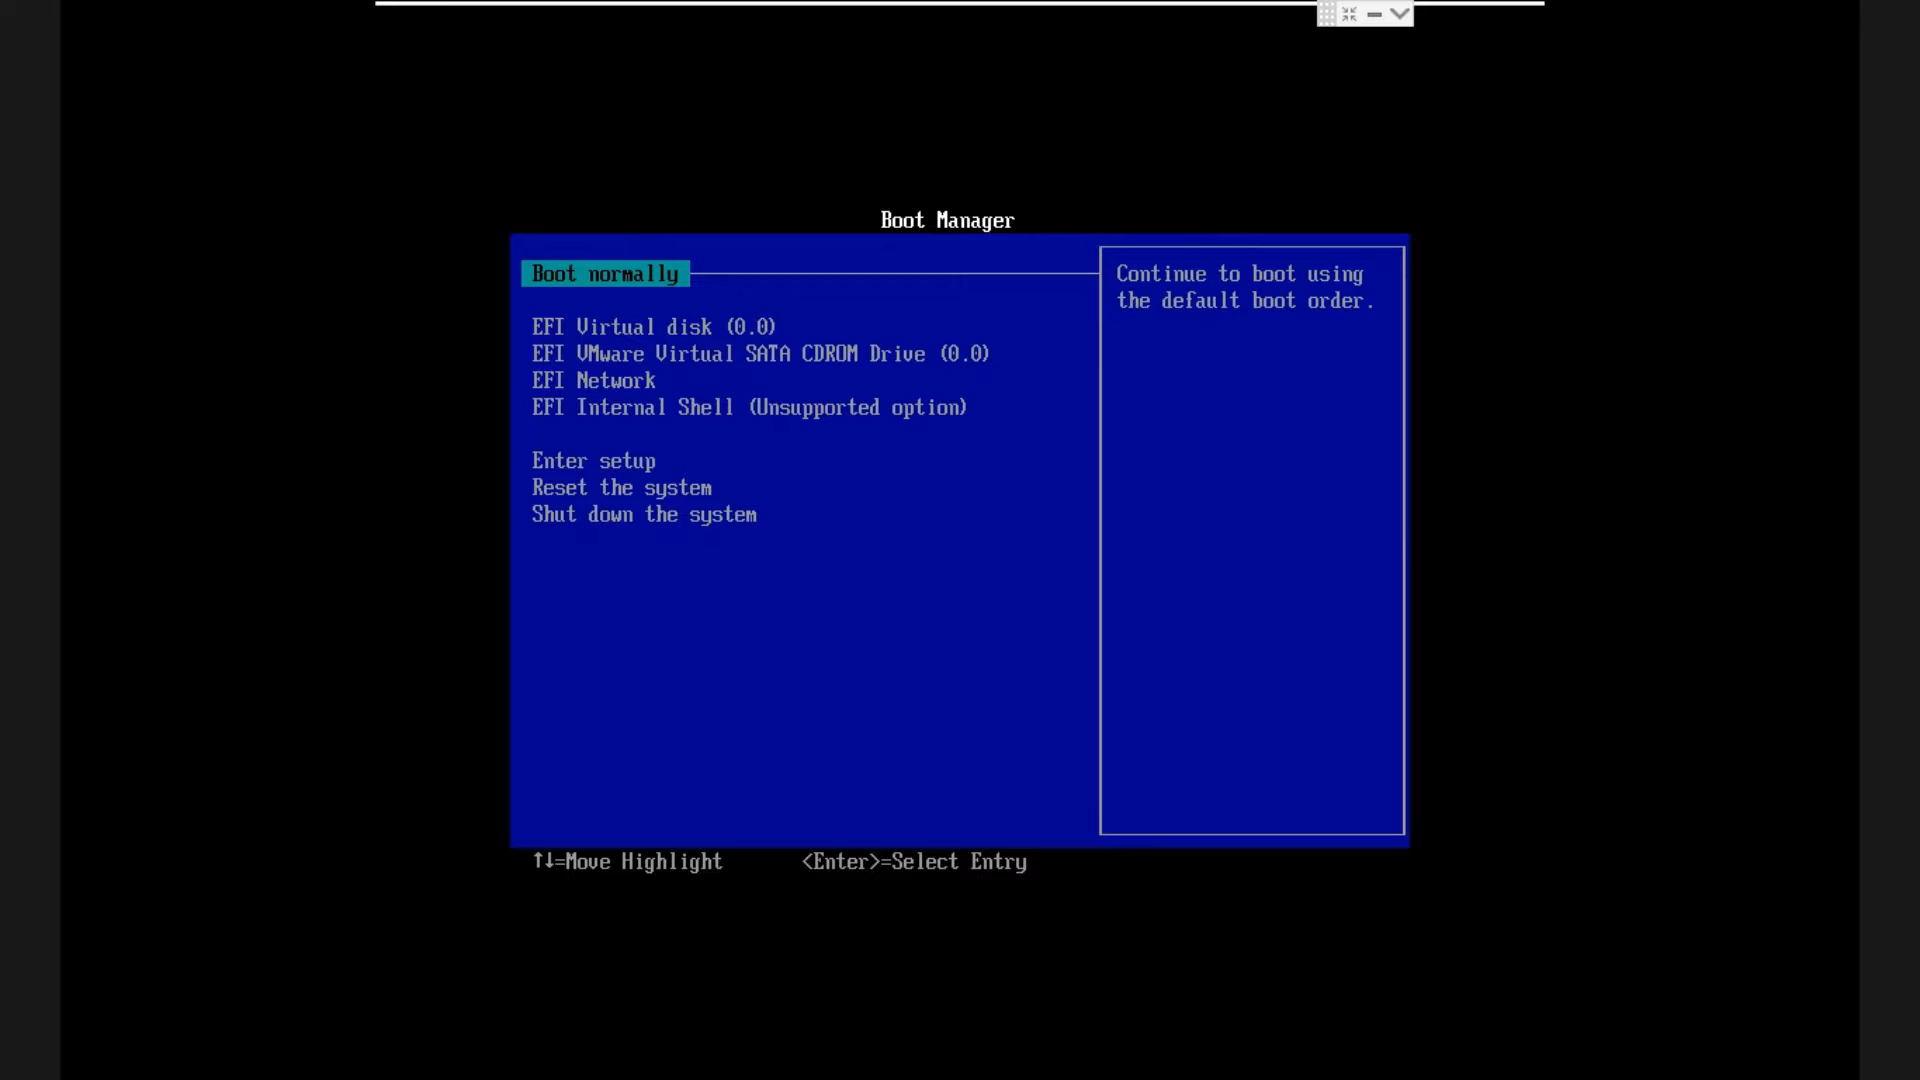 Boot Manager
Boot normally
EFI Virtual disk (0.0)
EFI VMware Virtual SATA CDROM Drive (0.0)
EFI Network
EFI Internal Shell (Unsupported option)
Enter setup
Reset the system
Shut down the system
Continue to boot using
the default boot order.
↑↓=Move Highlight <Enter>=Select Entry